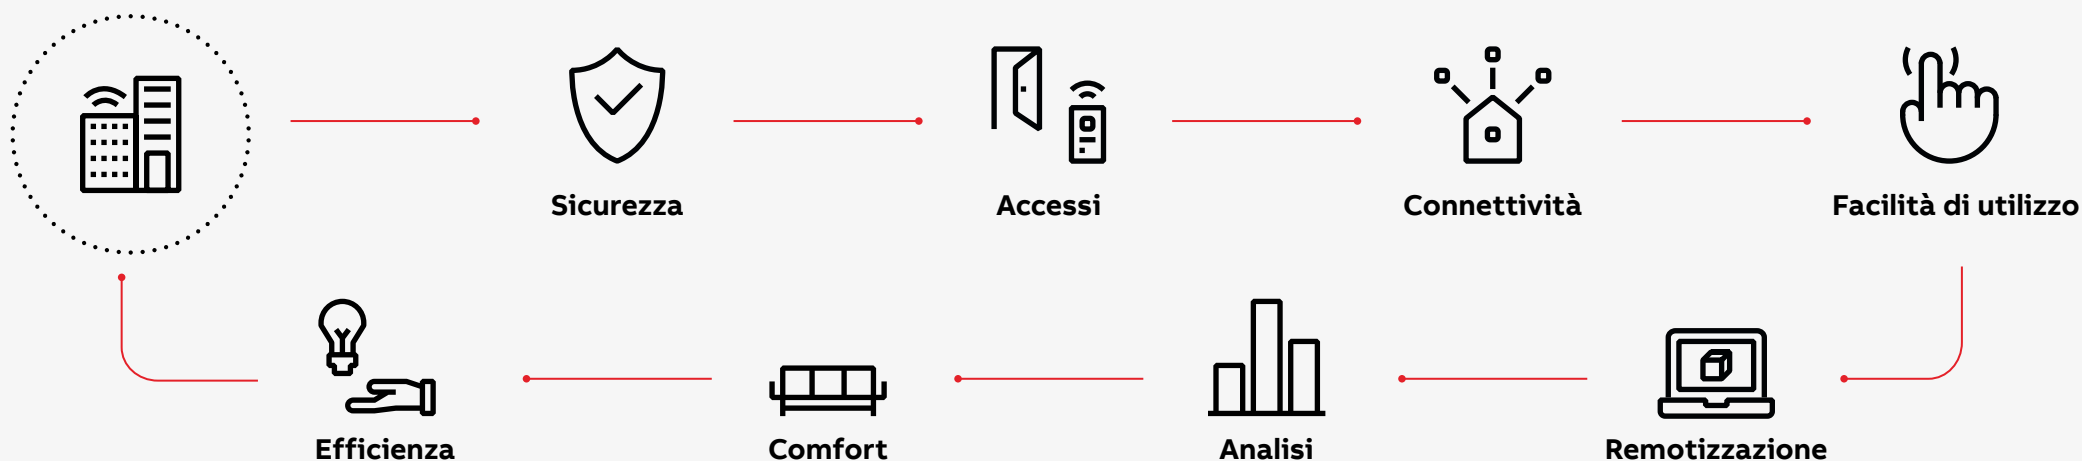 Sicurezza
Accessi
Connettività
Facilità di utilizzo
Efficienza
Comfort
Analisi
Remotizzazione